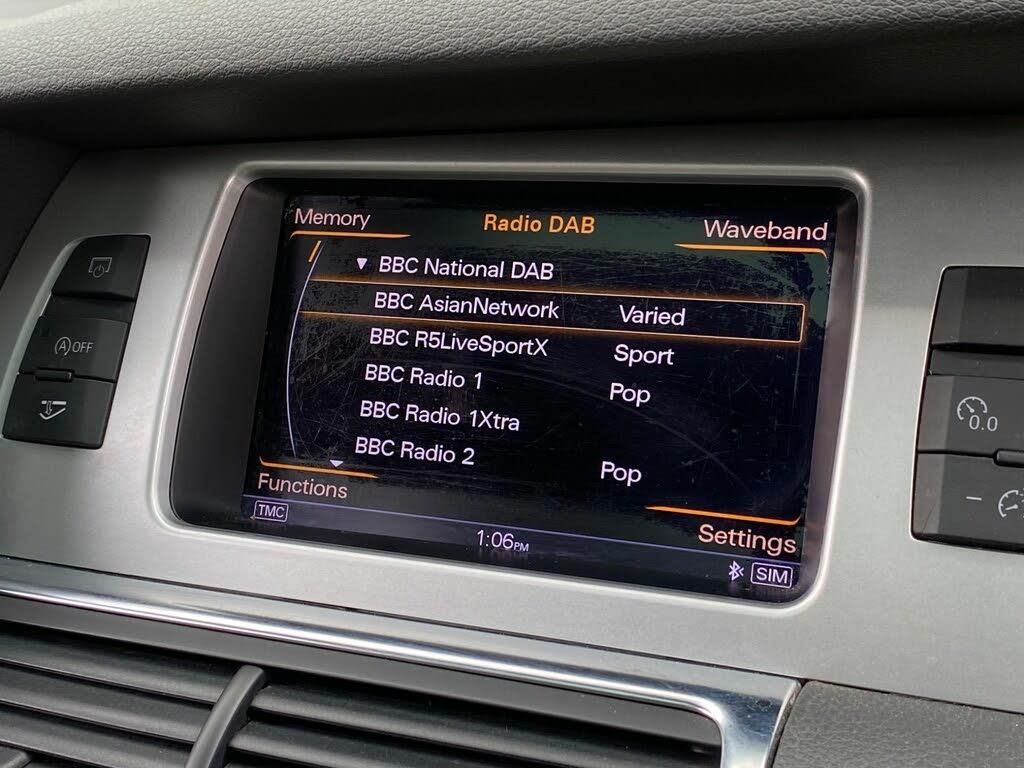 Memory Radio DAB Waveband
▼ BBC National DAB
BBC AsianNetwork Varied
BBC R5LiveSportX Sport
BBC Radio 1 Pop
BBC Radio 1Xtra
BBC Radio 2 Pop
Functions Settings
TMC 1:06PM SIM
A OFF
0.0